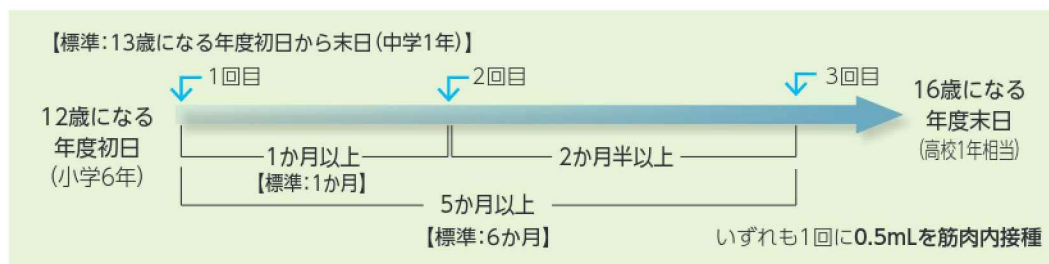 【標準：13歳になる年度初日から末日（中学1年）】
1回目
2回目
3回目
12歳になる
年度初日
（小学6年）
16歳になる
年度末日
（高校1年相当）
1か月以上
【標準：1か月】
2か月半以上
5か月以上
【標準：6か月】
いずれも1回に0.5mLを筋肉内接種